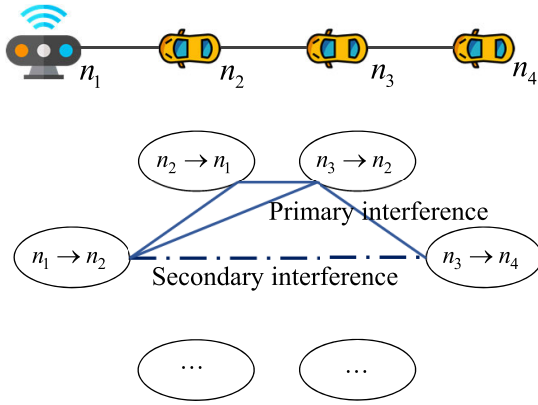 n₁ n₂ n₃ n₄
n₂ → n₁ n₃ → n₂
Primary interference
n₁ → n₂ n₃ → n₄
Secondary interference
... ...